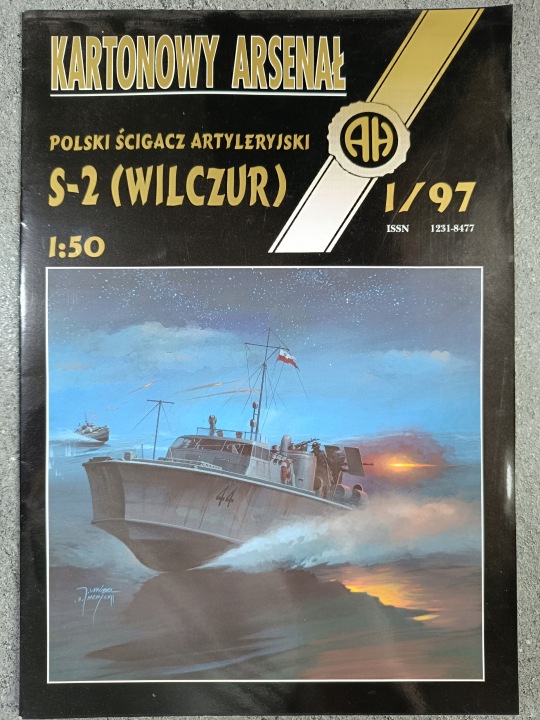 KARTONOWY ARSENAŁ
AH
POLSKI ŚCIGACZ ARTYLERYJSKI
S-2 (WILCZUR)
1/97
ISSN 1231-8477
1:50
44